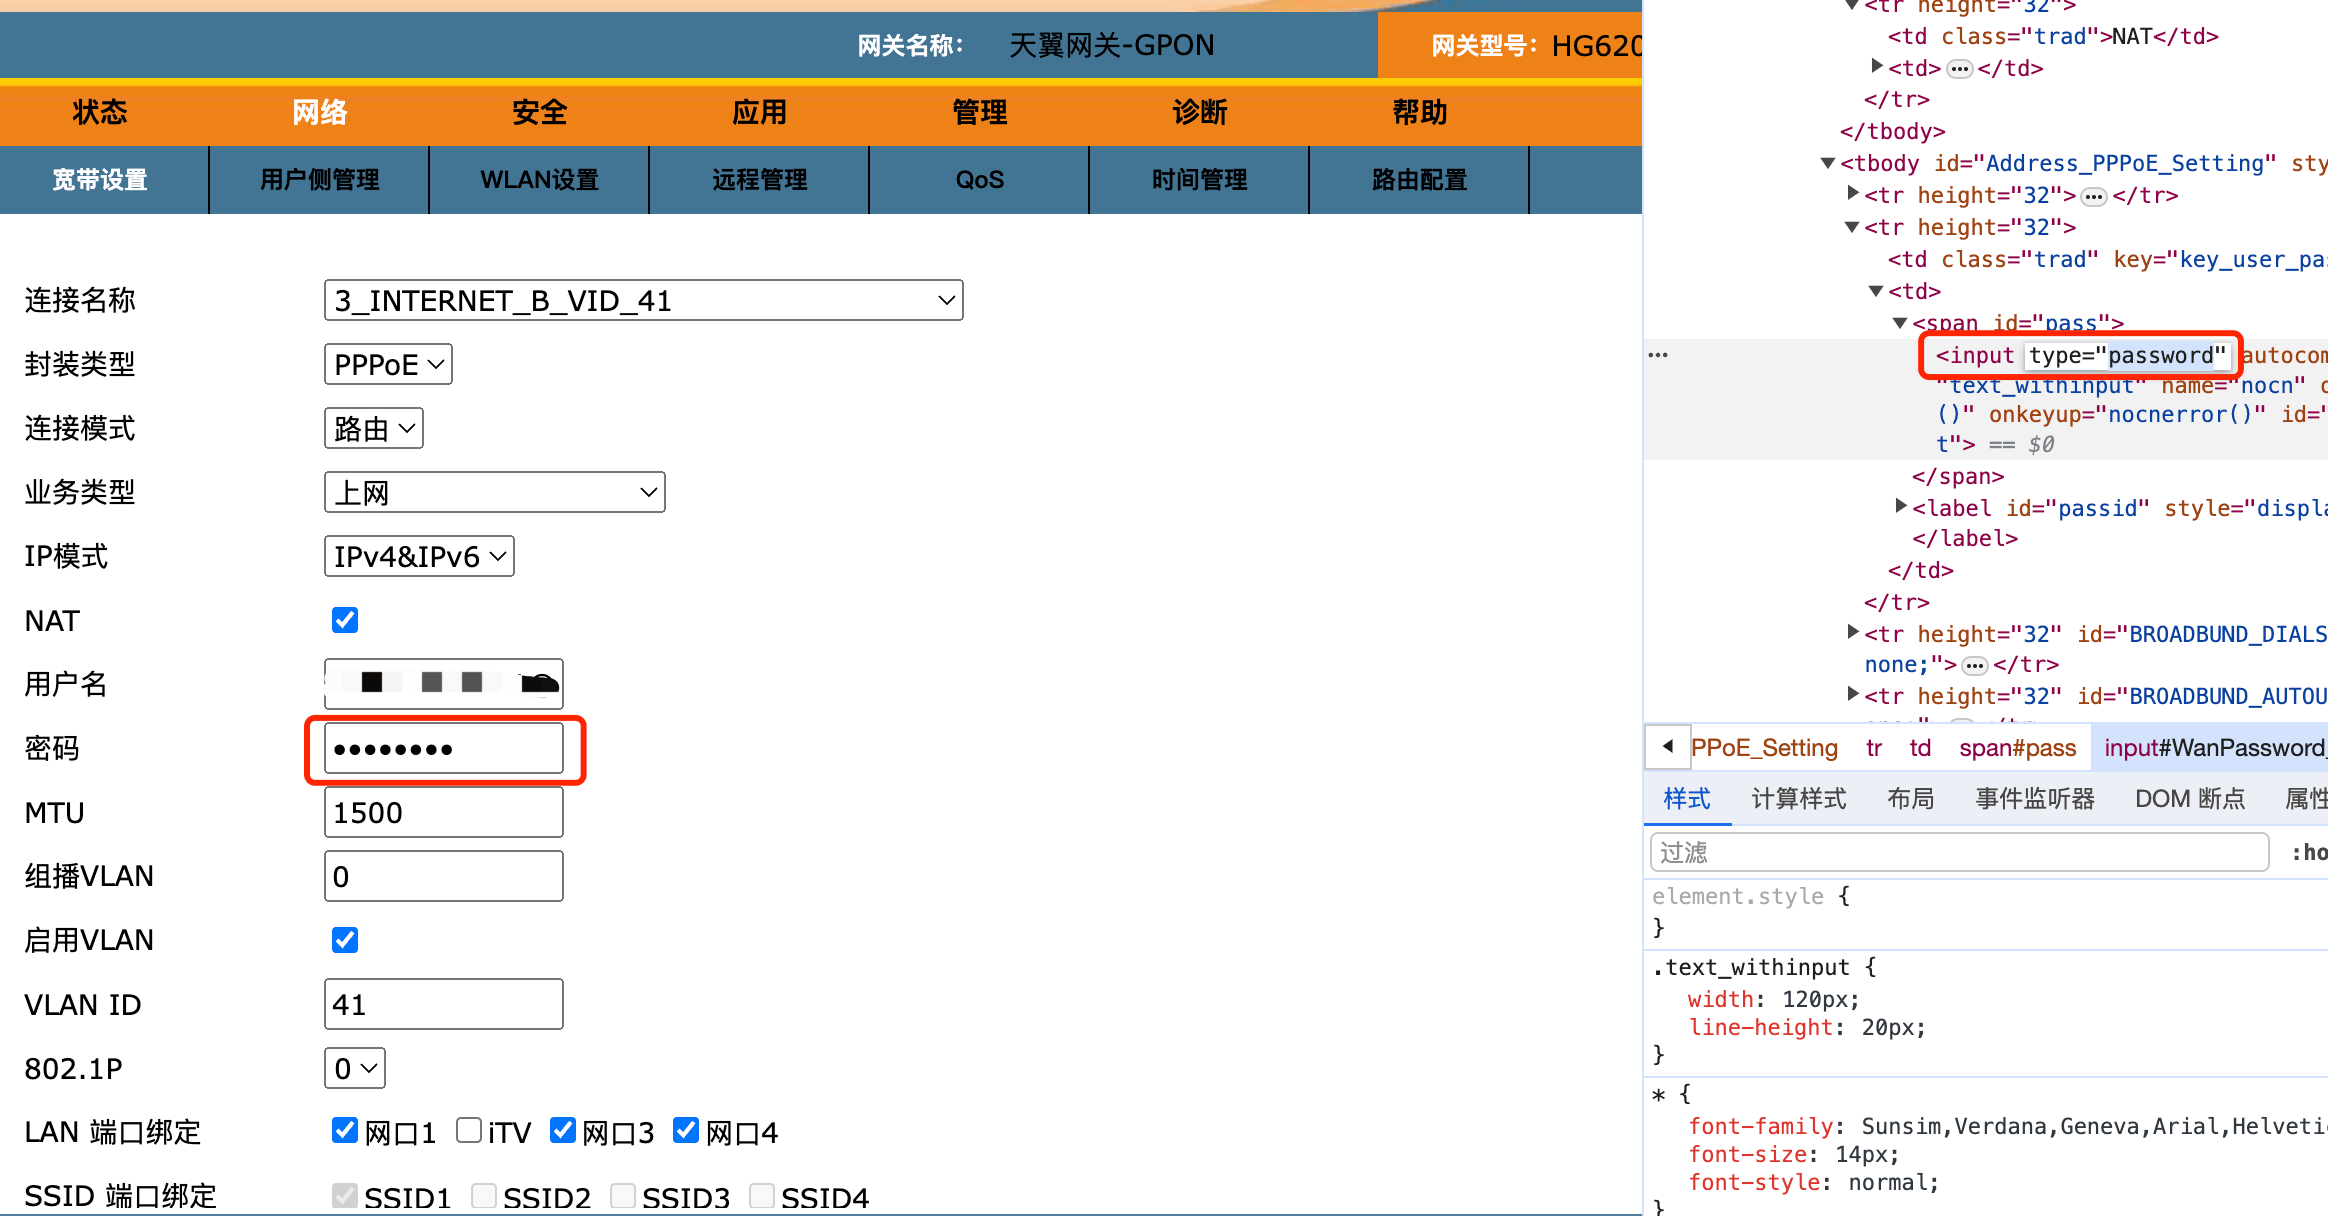 网关名称： 天翼网关-GPON 网关型号： HG620
状态 网络 安全 应用 管理 诊断 帮助
宽带设置 用户侧管理 WLAN设置 远程管理 QoS 时间管理 路由配置
连接名称 3_INTERNET_B_VID_41
封装类型 PPPoE
连接模式 路由
业务类型 上网
IP模式 IPv4&IPv6
NAT
用户名
密码 ••••••••
MTU 1500
组播VLAN 0
启用VLAN
VLAN ID 41
802.1P 0
LAN 端口绑定 网口1 iTV 网口3 网口4
SSID 端口绑定 SSID1 SSID2 SSID3 SSID4
<tr height="32">
<td class="trad">NAT</td>
<td>…</td>
</tr>
</tbody>
<tbody id="Address_PPPoE_Setting" sty
<tr height="32">…</tr>
<tr height="32">
<td class="trad" key="key_user_pas
<td>
<span id="pass">
… <input type="password" autocom
"text_withinput" name="nocn" o
()" onkeyup="nocnerror()" id="
t"> == $0
</span>
<label id="passid" style="displa
</label>
</td>
</tr>
<tr height="32" id="BROADBUND_DIALS
none;">…</tr>
<tr height="32" id="BROADBUND_AUTOU
PPoE_Setting tr td span#pass input#WanPassword_
样式 计算样式 布局 事件监听器 DOM 断点 属性
过滤 :ho
element.style {
}
.text_withinput {
width: 120px;
line-height: 20px;
}
* {
font-family: Sunsim,Verdana,Geneva,Arial,Helvetic
font-size: 14px;
font-style: normal;
}